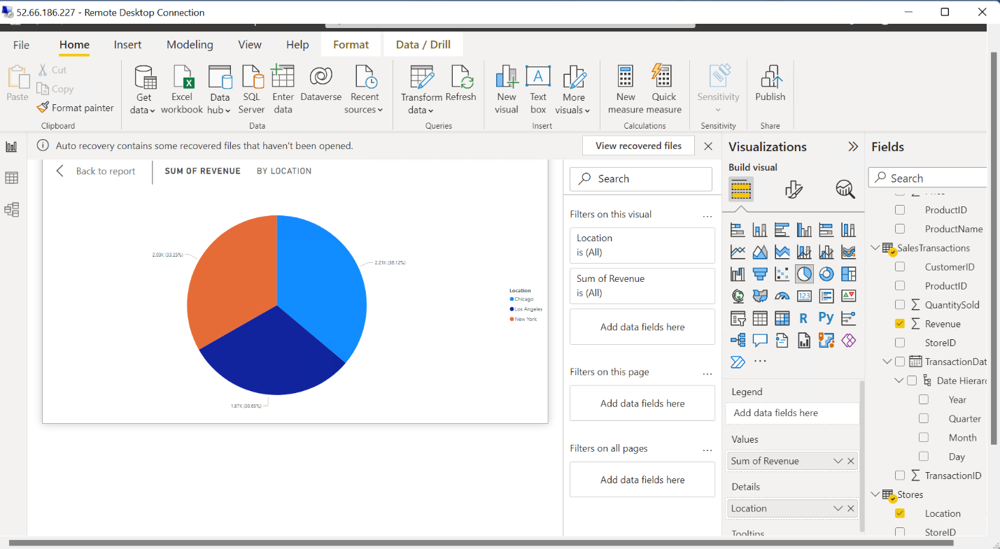 52.66.186.227 - Remote Desktop Connection
File Home Insert Modeling View Help Format Data / Drill
Paste
Cut
Copy
Format painter
Clipboard
Get data
Excel workbook
Data hub
SQL Server
Enter data
Dataverse
Recent sources
Data
Transform data
Refresh
Queries
New visual
Text box
More visuals
Insert
New measure
Quick measure
Calculations
Sensitivity
Sensitivity
Publish
Share
Auto recovery contains some recovered files that haven't been opened.
View recovered files
Back to report
SUM OF REVENUE
BY LOCATION
2.03K (33.25%)
2.21K (36.12%)
1.87K (30.63%)
Location
Chicago
Los Angeles
New York
Search
Filters on this visual
...
Location
is (All)
Sum of Revenue
is (All)
Add data fields here
Filters on this page
...
Add data fields here
Filters on all pages
...
Add data fields here
Visualizations
Build visual
123
R
Py
...
Legend
Add data fields here
Values
Sum of Revenue
Details
Location
Tooltips
Fields
Search
ProductID
ProductName
SalesTransactions
CustomerID
ProductID
QuantitySold
Revenue
StoreID
TransactionDat
Date Hierarc
Year
Quarter
Month
Day
TransactionID
Stores
Location
StoreID